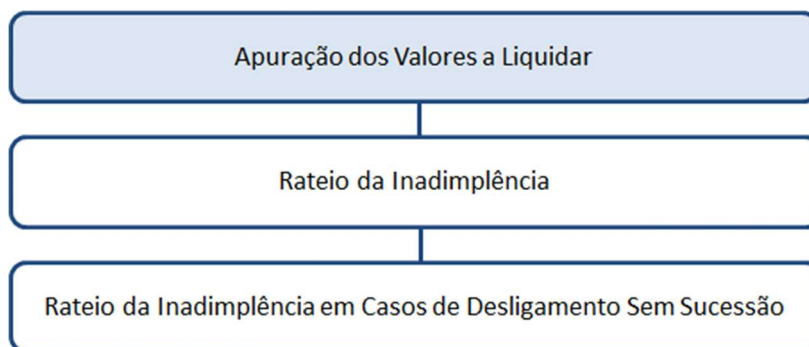 Apuração dos Valores a Liquidar
Rateio da Inadimplência
Rateio da Inadimplência em Casos de Desligamento Sem Sucessão